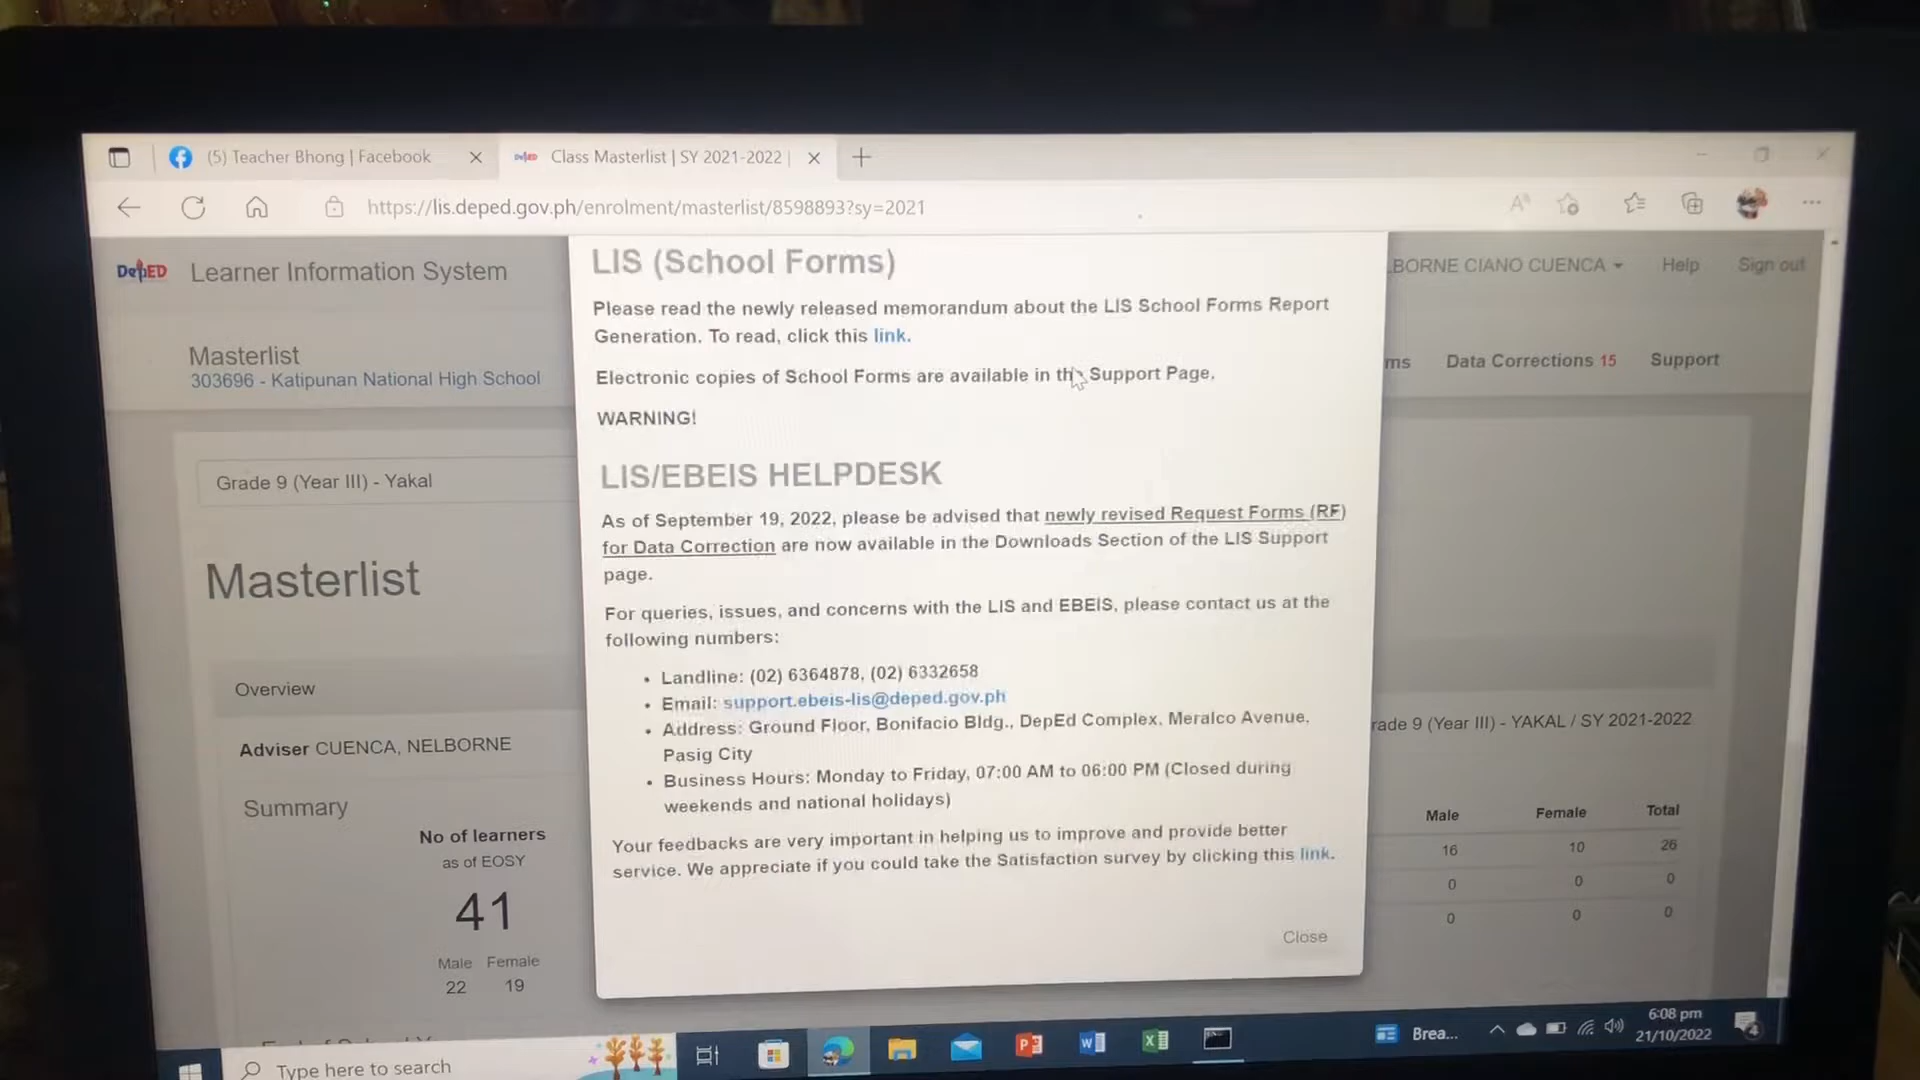 (5) Teacher Bhong | Facebook
Class Masterlist | SY 2021-2022 |
https://lis.deped.gov.ph/enrolment/masterlist/8598893?sy=2021
DepED Learner Information System
BORNE CIANO CUENCA Help Sign out
Masterlist
303696 - Katipunan National High School
ms Data Corrections 15 Support
Grade 9 (Year III) - Yakal
Masterlist
Overview
Adviser CUENCA, NELBORNE
Summary
No of learners
as of EOSY
41
Male Female
22 19
LIS (School Forms)
Please read the newly released memorandum about the LIS School Forms Report
Generation. To read, click this link.
Electronic copies of School Forms are available in the Support Page.
WARNING!
LIS/EBEIS HELPDESK
As of September 19, 2022, please be advised that newly revised Request Forms (RF)
for Data Correction are now available in the Downloads Section of the LIS Support
page.
For queries, issues, and concerns with the LIS and EBEIS, please contact us at the
following numbers:
• Landline: (02) 6364878, (02) 6332658
• Email: support.ebeis-lis@deped.gov.ph
• Address: Ground Floor, Bonifacio Bldg., DepEd Complex, Meralco Avenue,
Pasig City
• Business Hours: Monday to Friday, 07:00 AM to 06:00 PM (Closed during
weekends and national holidays)
Your feedbacks are very important in helping us to improve and provide better
service. We appreciate if you could take the Satisfaction survey by clicking this link.
Close
rade 9 (Year III) - YAKAL / SY 2021-2022
Male Female Total
16 10 26
0 0 0
0 0 0
Type here to search
Brea...
6:08 pm
21/10/2022
4